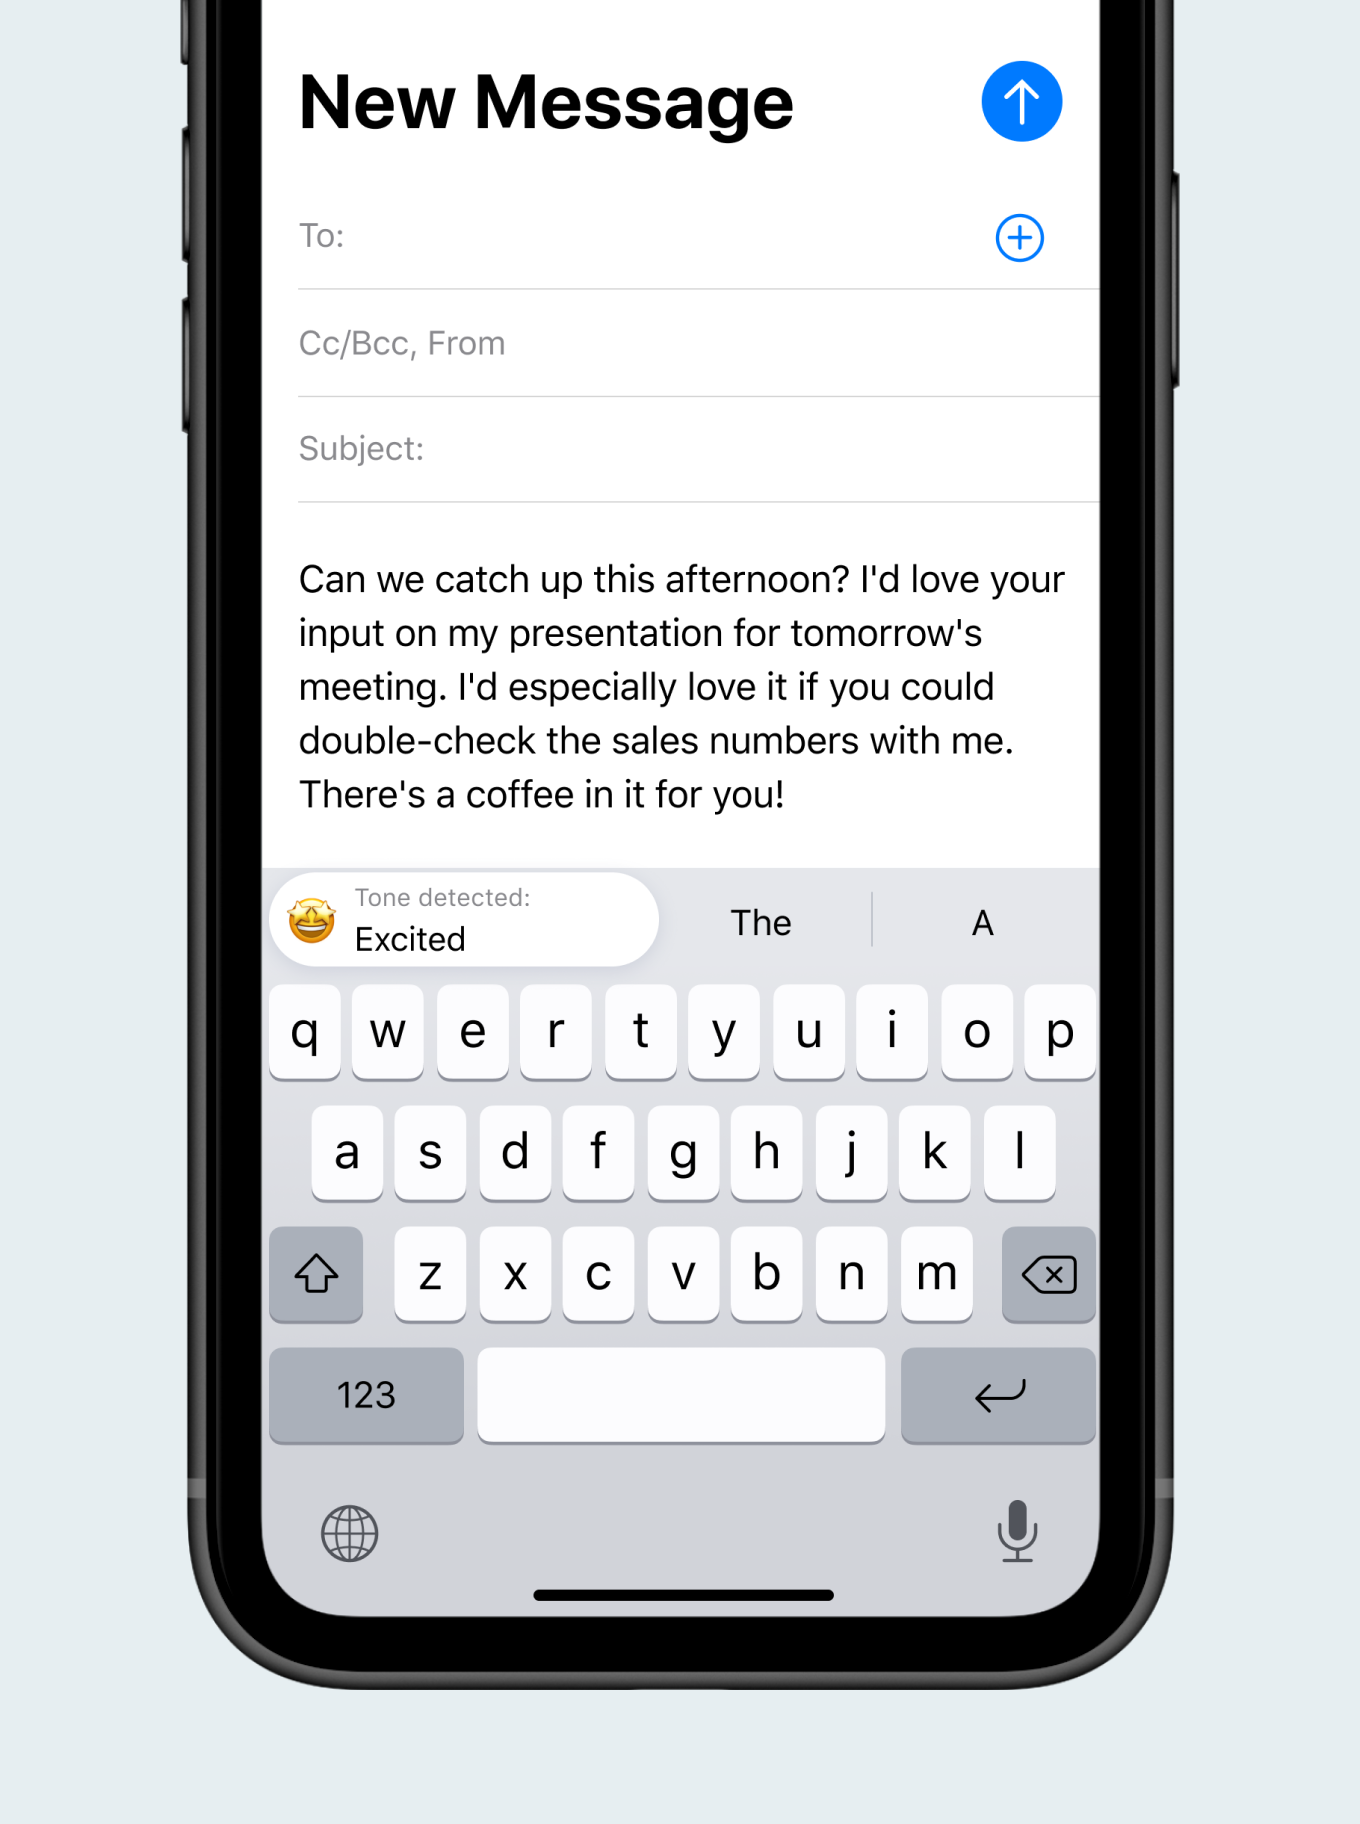 New Message
To:
Cc/Bcc, From
Subject:
Can we catch up this afternoon? I'd love your
input on my presentation for tomorrow's
meeting. I'd especially love it if you could
double-check the sales numbers with me.
There's a coffee in it for you!
Tone detected:
Excited
The A
q w e r t y u i o p
a s d f g h j k l
z x c v b n m
123